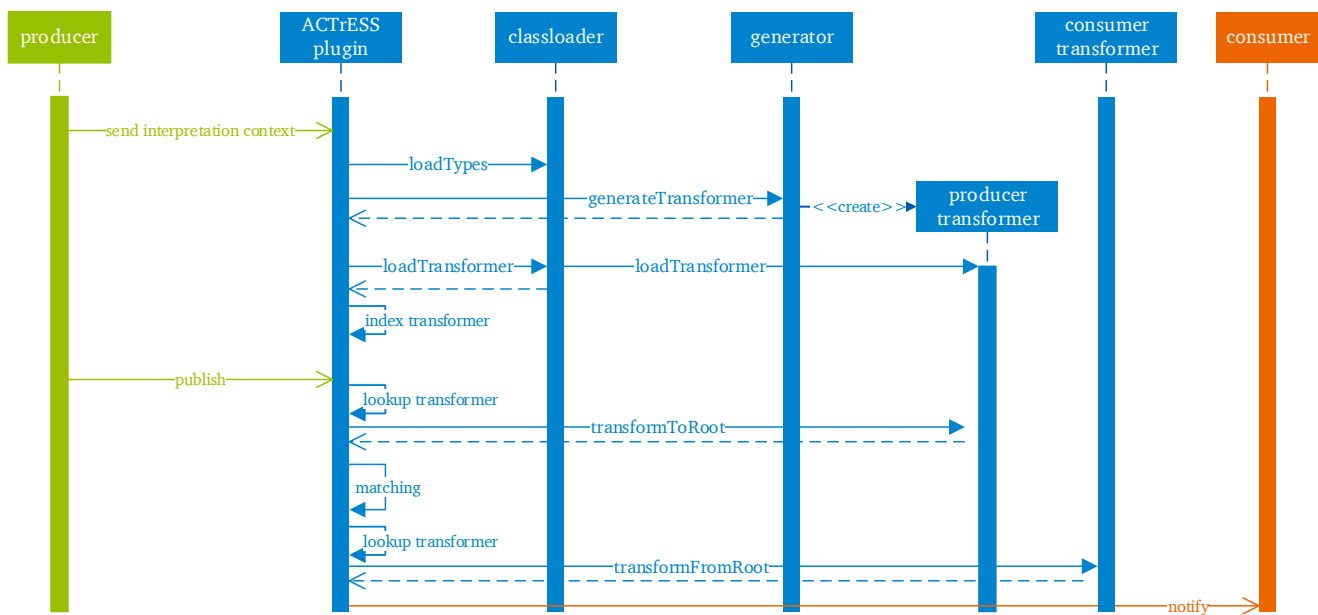 producer
ACTrESS
plugin
classloader
generator
consumer
transformer
consumer
send interpretation context
loadTypes
generateTransformer
<<create>>
producer
transformer
loadTransformer
loadTransformer
index transformer
publish
lookup transformer
transformToRoot
matching
lookup transformer
transformFromRoot
notify